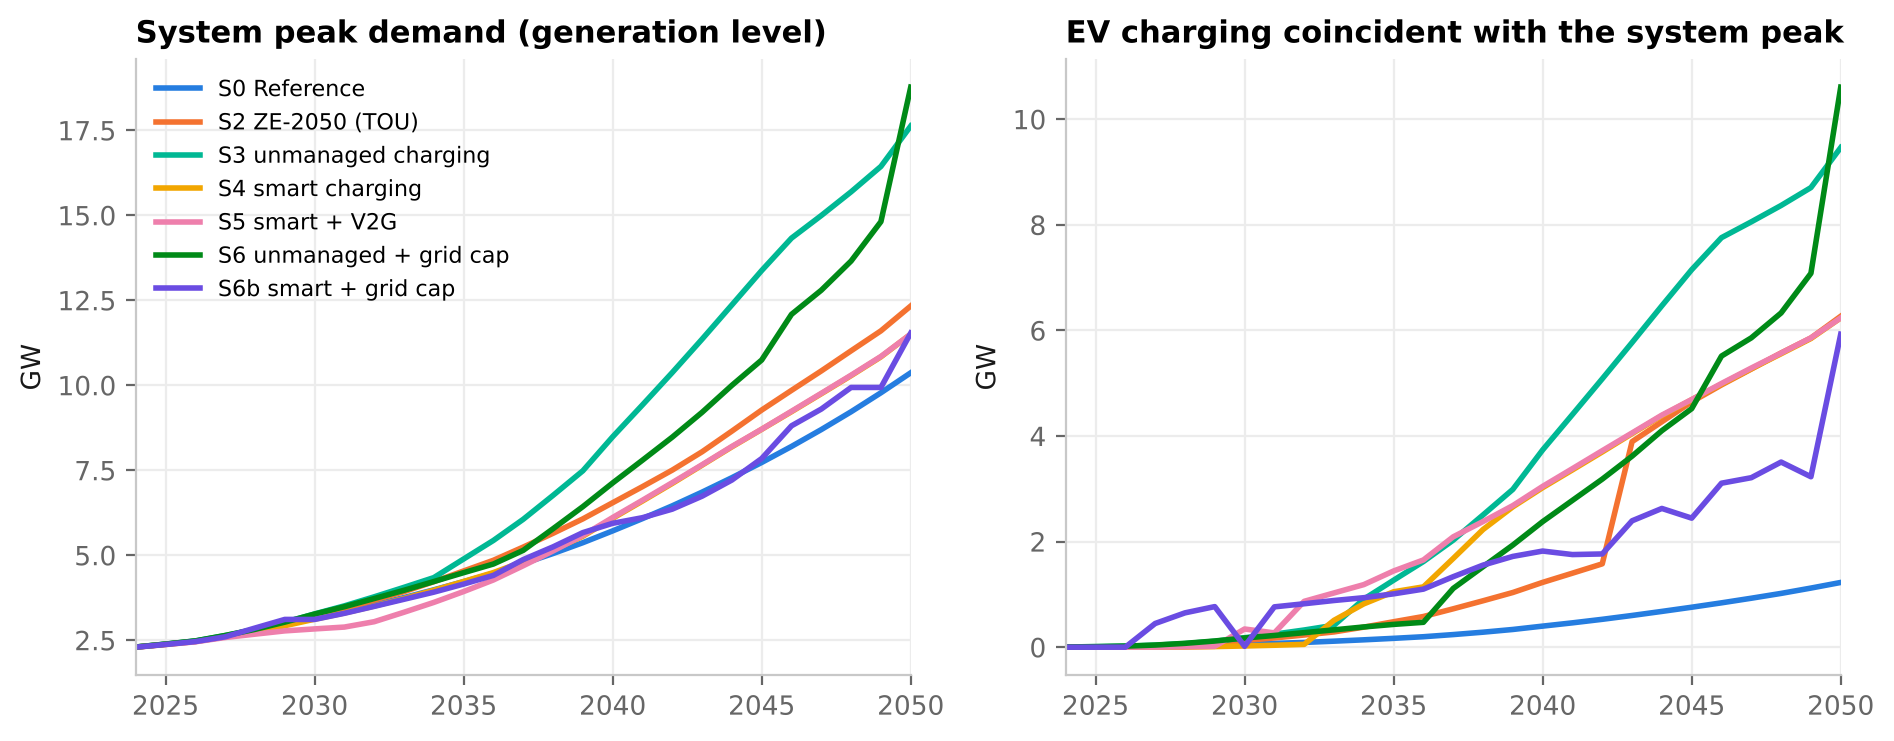 System peak demand (generation level)
GW
17.5
15.0
12.5
10.0
7.5
5.0
2.5
S0 Reference
S2 ZE-2050 (TOU)
S3 unmanaged charging
S4 smart charging
S5 smart + V2G
S6 unmanaged + grid cap
S6b smart + grid cap
2025 2030 2035 2040 2045 2050
EV charging coincident with the system peak
GW
10
8
6
4
2
0
2025 2030 2035 2040 2045 2050